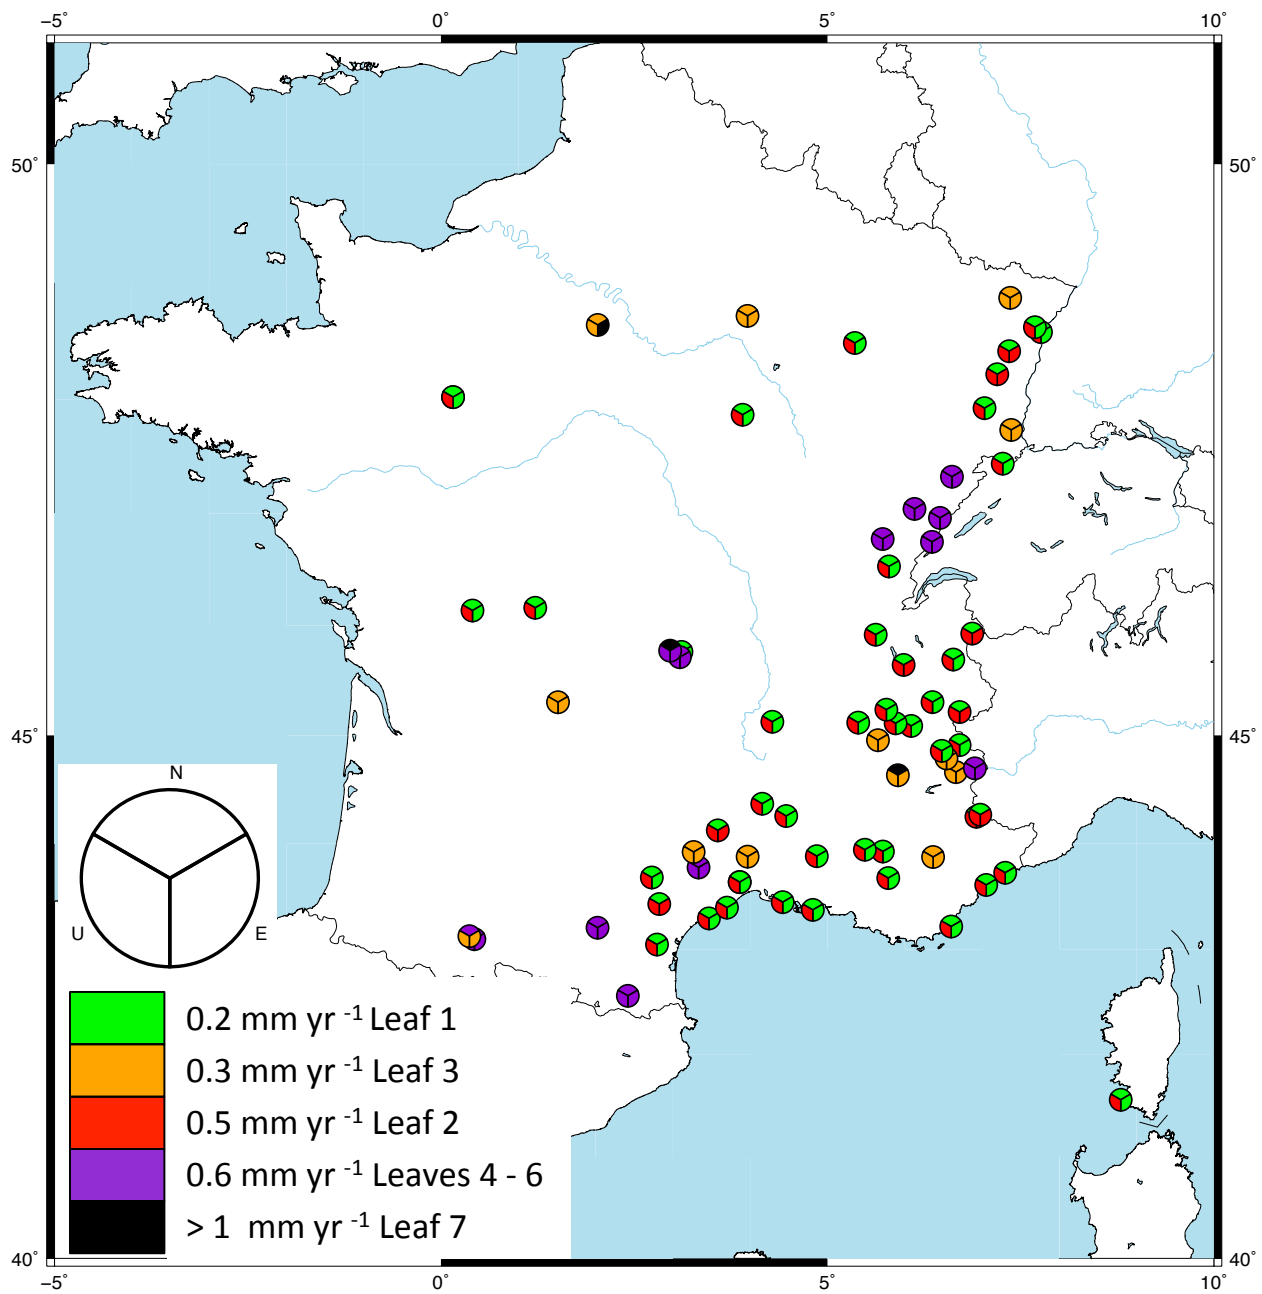 −5˚ 0˚ 5˚ 10˚
50˚ 50˚
45˚ 45˚
N
U E
0.2 mm yr -1 Leaf 1
0.3 mm yr -1 Leaf 3
0.5 mm yr -1 Leaf 2
0.6 mm yr -1 Leaves 4 - 6
> 1 mm yr -1 Leaf 7
40˚ 40˚
−5˚ 0˚ 5˚ 10˚